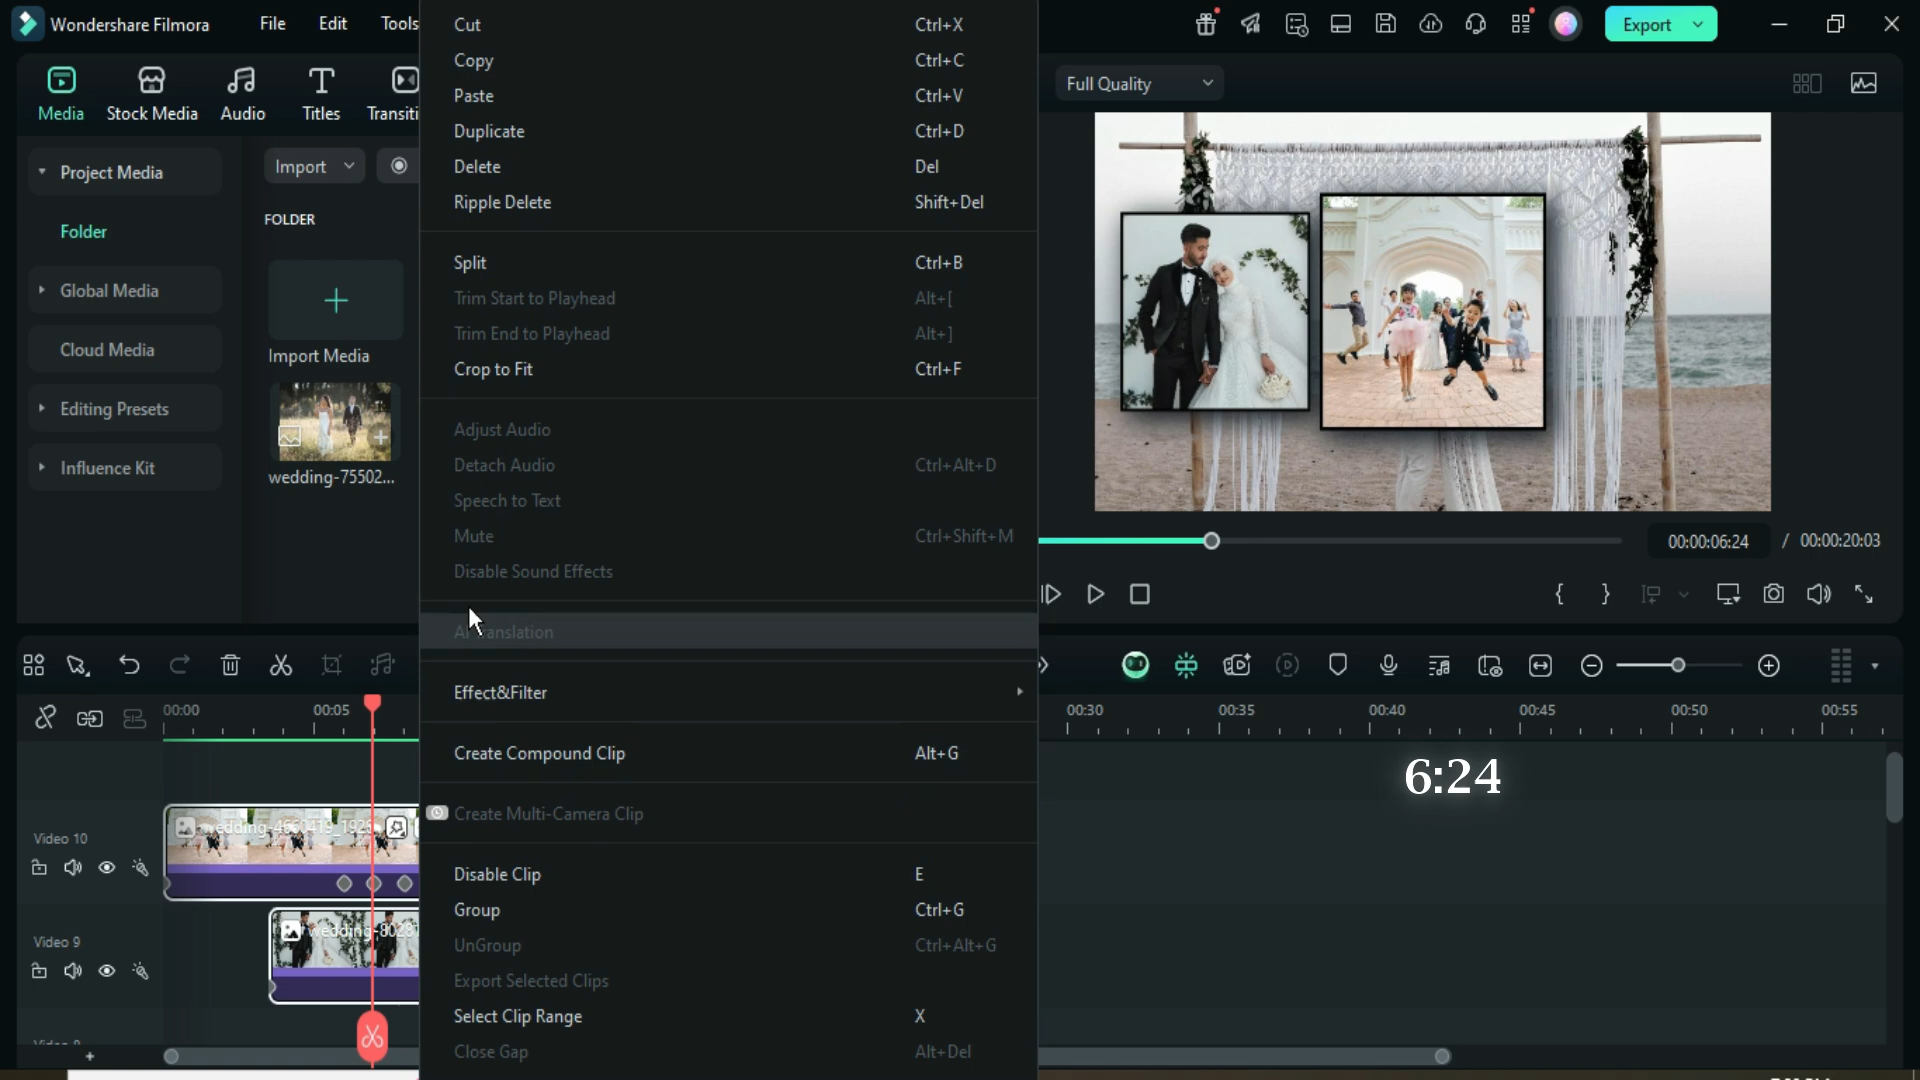 Wondershare Filmora
File
Edit
Tools
Export
Media
Stock Media
Audio
Titles
Transiti
Project Media
Folder
Global Media
Cloud Media
Editing Presets
Influence Kit
Import
FOLDER
Import Media
wedding-75502...
Cut Ctrl+X
Copy Ctrl+C
Paste Ctrl+V
Duplicate Ctrl+D
Delete Del
Ripple Delete Shift+Del
Split Ctrl+B
Trim Start to Playhead Alt+[
Trim End to Playhead Alt+]
Crop to Fit Ctrl+F
Adjust Audio
Detach Audio Ctrl+Alt+D
Speech to Text
Mute Ctrl+Shift+M
Disable Sound Effects
AI Translation
Effect&Filter
Create Compound Clip Alt+G
Create Multi-Camera Clip
Disable Clip E
Group Ctrl+G
UnGroup Ctrl+Alt+G
Export Selected Clips
Select Clip Range X
Close Gap Alt+Del
Full Quality
00:00:06:24 / 00:00:20:03
00:00
00:05
00:30
00:35
00:40
00:45
00:50
00:55
6:24
Video 10
Video 9